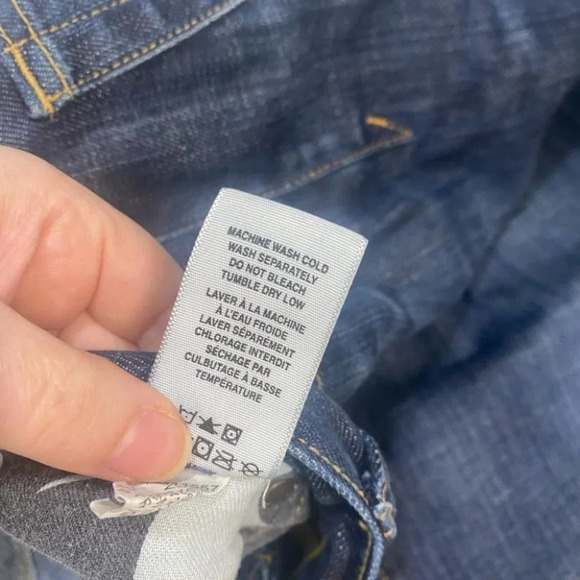 MACHINE WASH COLD
WASH SEPARATELY
DO NOT BLEACH
TUMBLE DRY LOW
LAVER À LA MACHINE
À L'EAU FROIDE
LAVER SÉPARÉMENT
CHLORAGE INTERDIT
SÉCHAGE PAR
CULBUTAGE À BASSE
TEMPÉRATURE